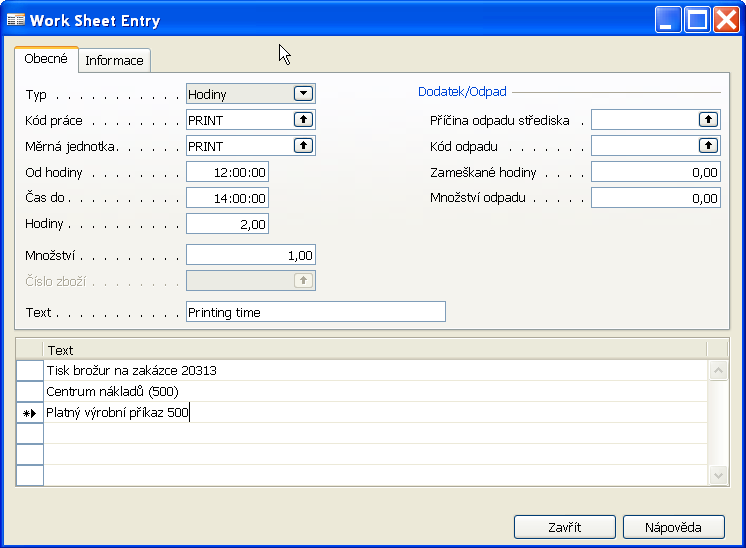 Work Sheet Entry
Obecné
Informace
Typ . . . . . . . . . . . Hodiny
Kód práce . . . . . . . . PRINT
Měrná jednotka. . . . . . PRINT
Od hodiny . . . . . . . . 12:00:00
Čas do . . . . . . . . . . 14:00:00
Hodiny . . . . . . . . . . 2,00
Množství . . . . . . . . . 1,00
Číslo zboží . . . . . . . .
Text . . . . . . . . . . . Printing time
Dodatek/Odpad
Příčina odpadu střediska .
Kód odpadu . . . . . . .
Zameškané hodiny . . . . 0,00
Množství odpadu . . . . . 0,00
Text
Tisk brožur na zakázce 20313
Centrum nákladů (500)
Platný výrobní příkaz 500
Zavřít
Nápověda